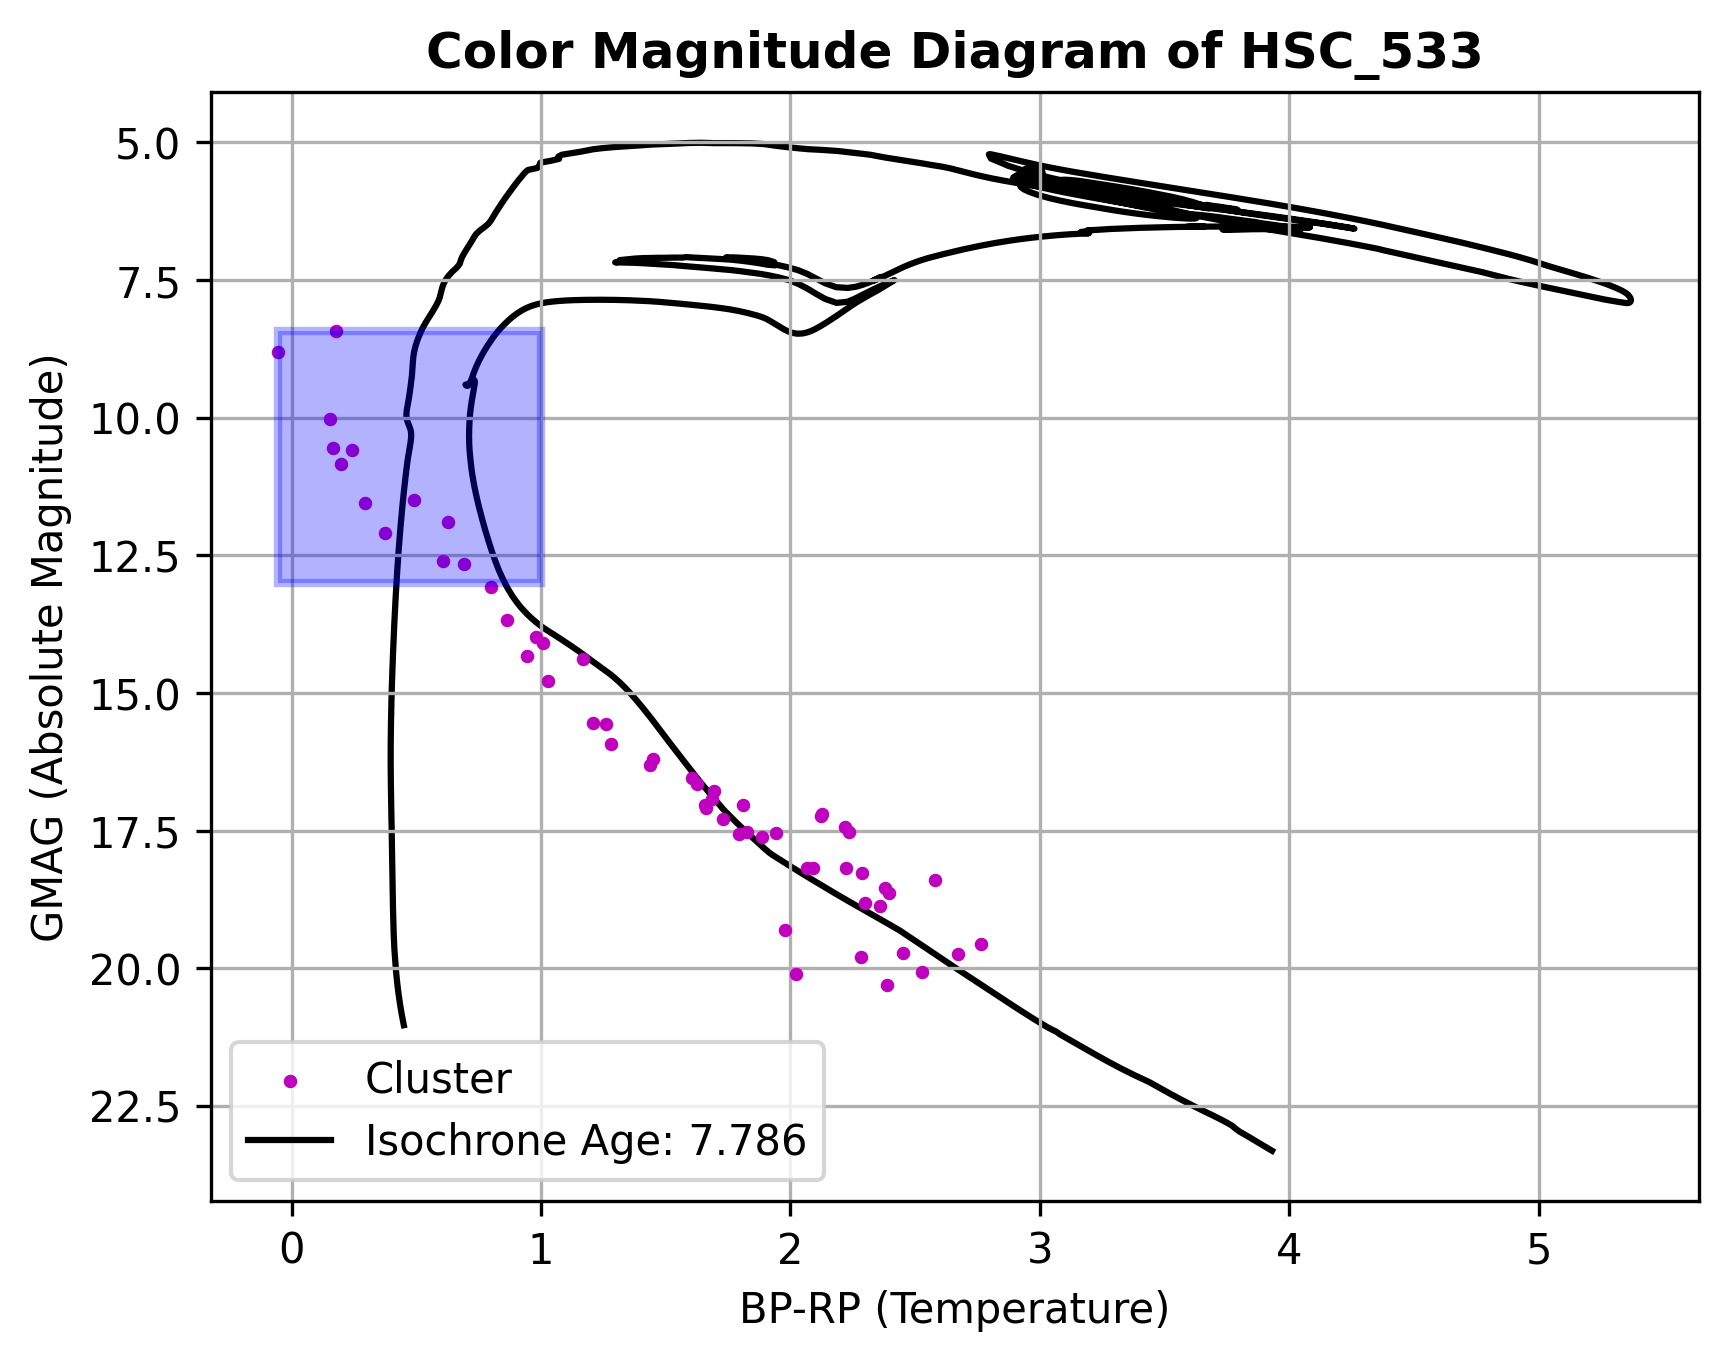 Color Magnitude Diagram of HSC_533
GMAG (Absolute Magnitude)
5.0
7.5
10.0
12.5
15.0
17.5
20.0
22.5
Cluster
Isochrone Age: 7.786
0 1 2 3 4 5
BP-RP (Temperature)